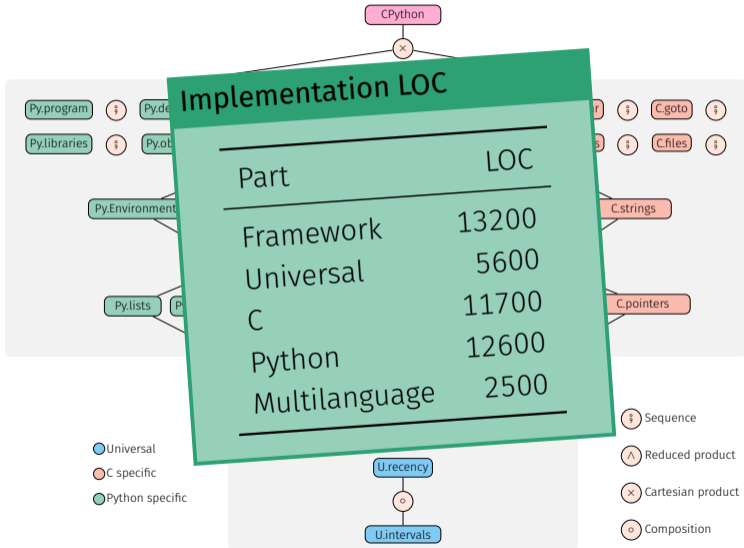 CPython
Implementation LOC
Part LOC
Framework 13200
Universal 5600
C 11700
Python 12600
Multilanguage 2500
Py.program
C.goto
Py.libraries
C.files
Py.Environment
C.strings
Py.lists
C.pointers
Universal
C specific
Python specific
U.recency
U.intervals
Sequence
Reduced product
Cartesian product
Composition